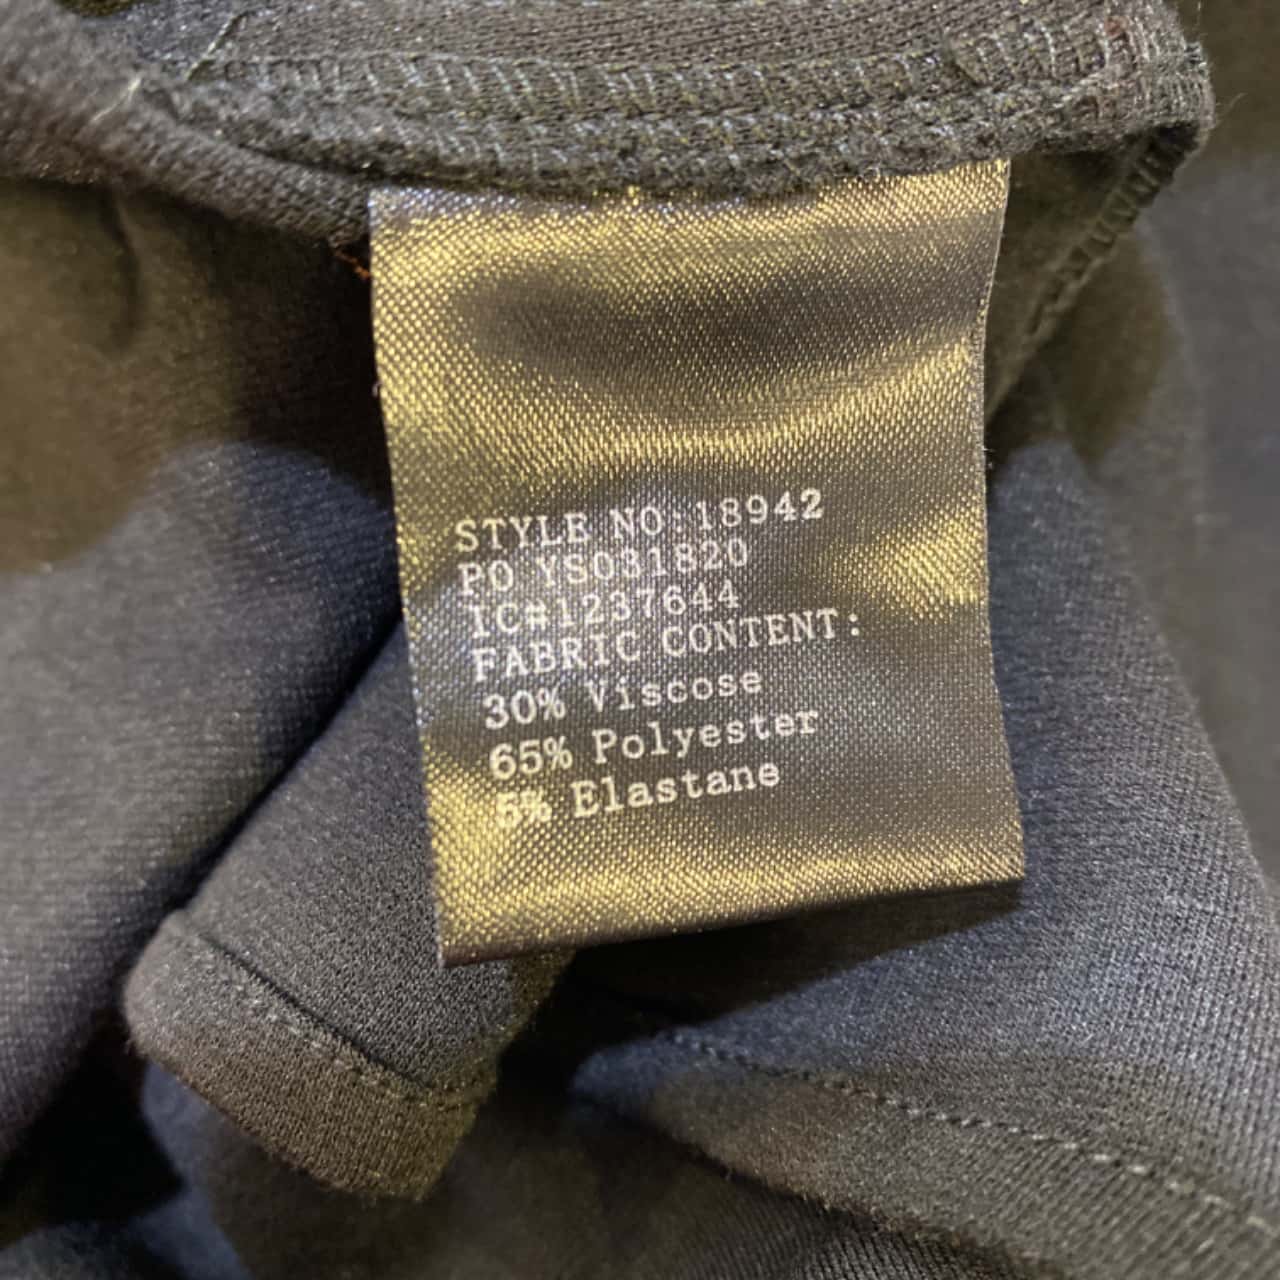 STYLE NO:18942
PO YS031820
IC#1237644
FABRIC CONTENT:
30% Viscose
65% Polyester
5% Elastane